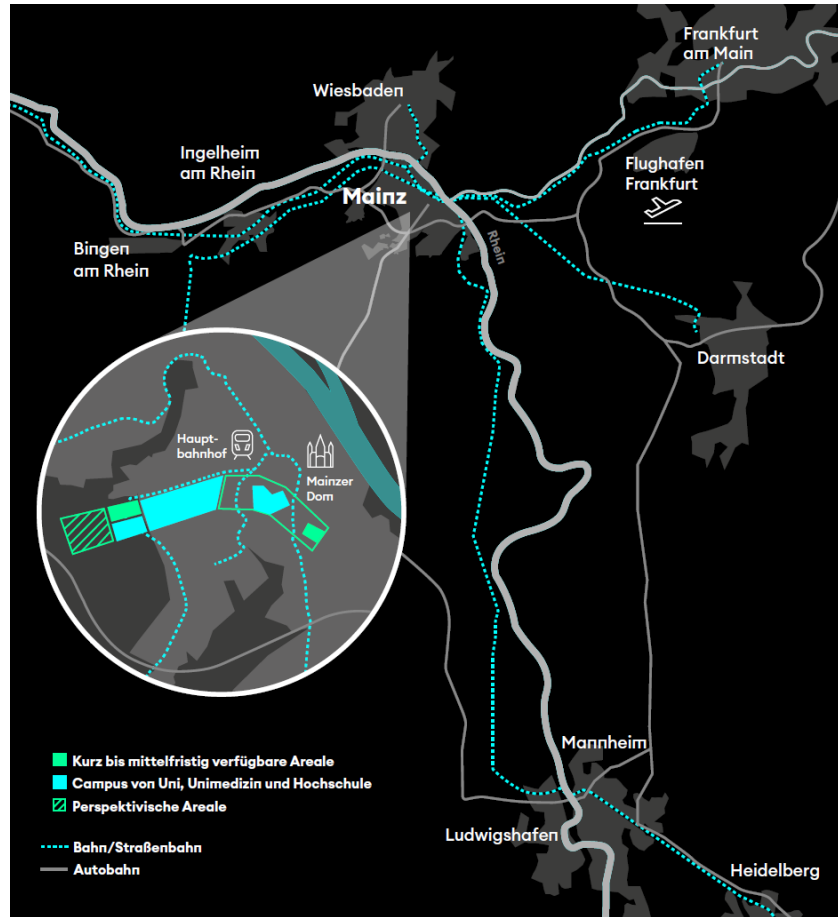 Frankfurt
am Main
Wiesbaden
Ingelheim
am Rhein
Flughafen
Frankfurt
Mainz
Rhein
Bingen
am Rhein
Darmstadt
Haupt-
bahnhof
Mainzer
Dom
Mannheim
Kurz bis mittelfristig verfügbare Areale
Campus von Uni, Unimedizin und Hochschule
Perspektivische Areale
Ludwigshafen
Bahn/Straßenbahn
Autobahn
Heidelberg